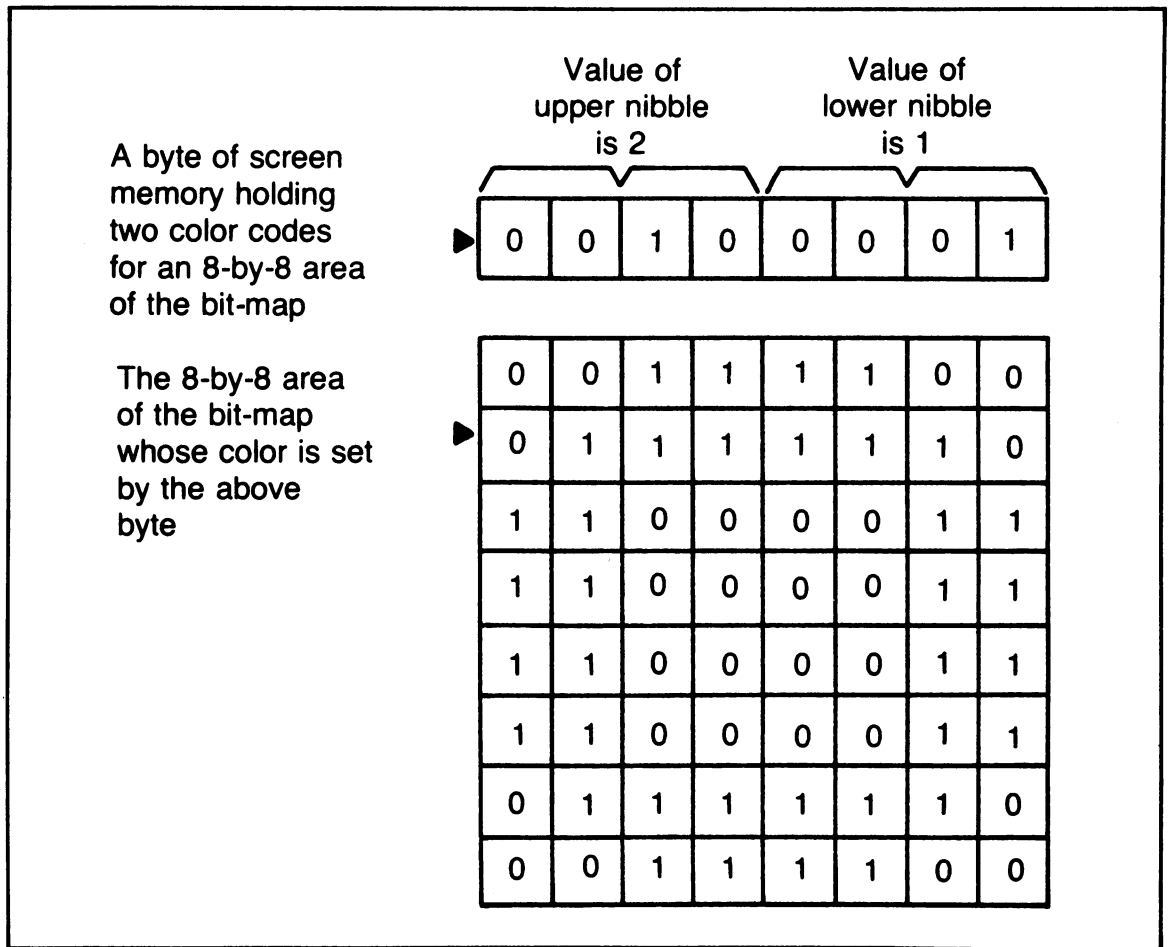 Value of
upper nibble
is 2
Value of
lower nibble
is 1
A byte of screen
memory holding
two color codes
for an 8-by-8 area
of the bit-map
0 0 1 0 0 0 0 1
The 8-by-8 area
of the bit-map
whose color is set
by the above
byte
0 0 1 1 1 1 0 0
0 1 1 1 1 1 1 0
1 1 0 0 0 0 1 1
1 1 0 0 0 0 1 1
1 1 0 0 0 0 1 1
1 1 0 0 0 0 1 1
0 1 1 1 1 1 1 0
0 0 1 1 1 1 0 0